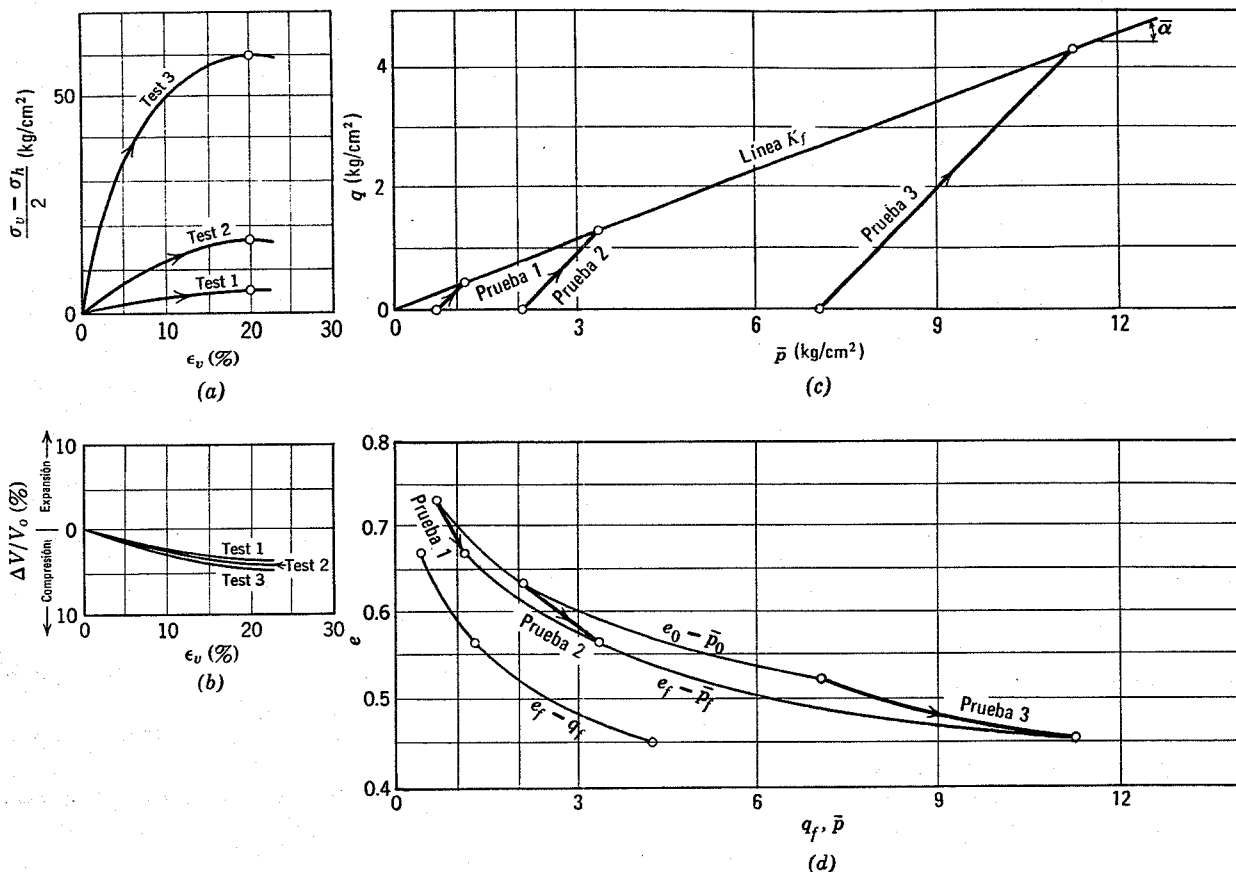 σv − σh / 2 (kg/cm²)
50
0
Test 3
Test 2
Test 1
0 10 20 30
ϵv (%)
(a)
q (kg/cm²)
4
2
0
Prueba 1
Prueba 2
Línea Kf
Prueba 3
ᾱ
0 3 6 9 12
p̄ (kg/cm²)
(c)
ΔV/Vo (%)
Compresión Expansión
10
0
10
Test 1
Test 2
Test 3
0 10 20 30
ϵv (%)
(b)
e
0.8
0.7
0.6
0.5
0.4
Prueba 1
Prueba 2
e0 − p̄0
ef − p̄f
ef − qf
Prueba 3
0 3 6 9 12
qf, p̄
(d)